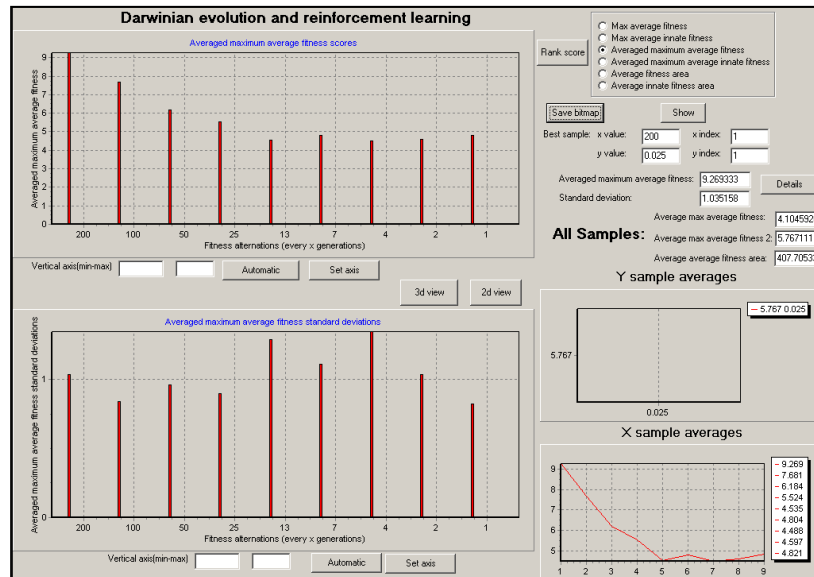 Darwinian evolution and reinforcement learning
Averaged maximum average fitness scores
Averaged maximum average fitness
9
8
7
6
5
4
3
2
1
0
200 100 50 25 13 7 4 2 1
Fitness alternations (every x generations)
Vertical axis(min-max)
Automatic
Set axis
3d view
2d view
Averaged maximum average fitness standard deviations
Averaged maximum average fitness standard deviations
1
0
200 100 50 25 13 7 4 2 1
Fitness alternations (every x generations)
Vertical axis(min-max)
Automatic
Set axis
Rank score
Max average fitness
Max average innate fitness
Averaged maximum average fitness
Averaged maximum average innate fitness
Average fitness area
Average innate fitness area
Save bitmap
Show
Best sample: x value: 200 x index: 1
y value: 0.025 y index: 1
Averaged maximum average fitness: 9.269333
Standard deviation: 1.035158
Details
All Samples:
Average max average fitness: 4.104592
Average max average fitness 2: 5.767111
Average average fitness area: 407.7053
Y sample averages
5.767 0.025
5.767
0.025
X sample averages
9
8
7
6
5
1 2 3 4 5 6 7 8 9
9.269
7.681
6.184
5.524
4.535
4.804
4.488
4.597
4.821